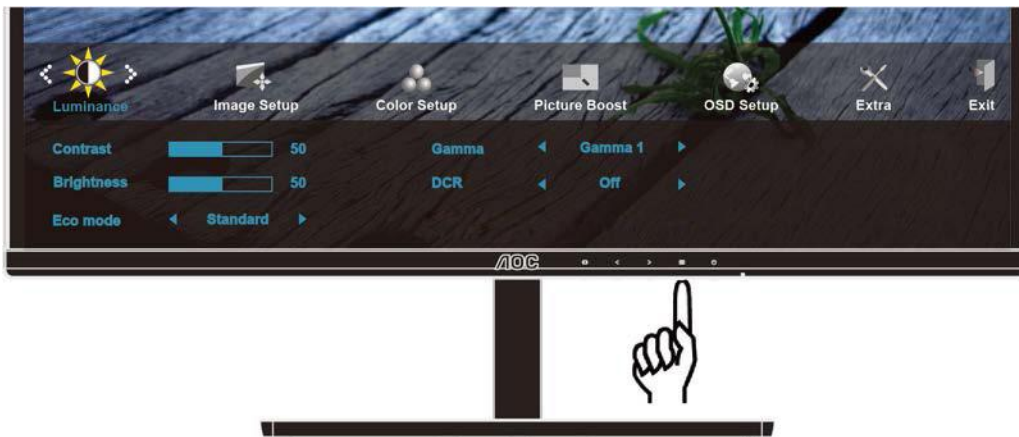 Luminance Image Setup Color Setup Picture Boost OSD Setup Extra Exit
Contrast 50 Gamma Gamma 1
Brightness 50 DCR Off
Eco mode Standard
AOC